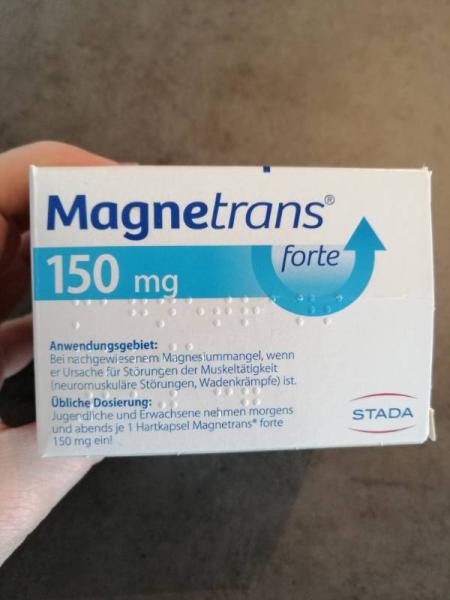 Magnetrans®
forte
150 mg
Anwendungsgebiet:
Bei nachgewiesenem Magnesiummangel, wenn
er Ursache für Störungen der Muskeltätigkeit
(neuromuskuläre Störungen, Wadenkrämpfe) ist.
Übliche Dosierung:
Jugendliche und Erwachsene nehmen morgens
und abends je 1 Hartkapsel Magnetrans® forte
150 mg ein!
STADA